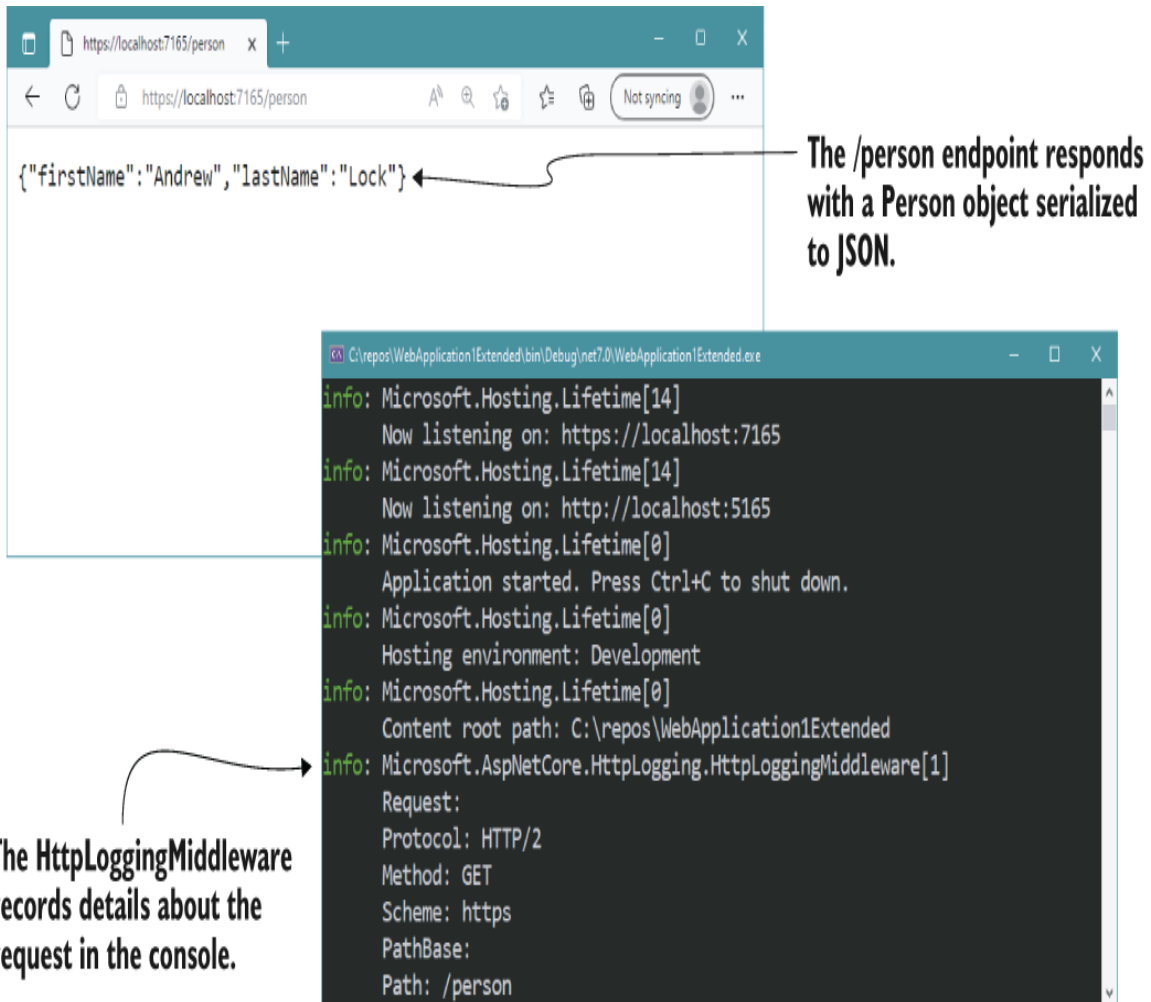 https://localhost:7165/person
https://localhost:7165/person
Not syncing
{"firstName":"Andrew","lastName":"Lock"}
The /person endpoint responds
with a Person object serialized
to JSON.
C:\repos\WebApplication1Extended\bin\Debug\net7.0\WebApplication1Extended.exe
info: Microsoft.Hosting.Lifetime[14]
Now listening on: https://localhost:7165
info: Microsoft.Hosting.Lifetime[14]
Now listening on: http://localhost:5165
info: Microsoft.Hosting.Lifetime[0]
Application started. Press Ctrl+C to shut down.
info: Microsoft.Hosting.Lifetime[0]
Hosting environment: Development
info: Microsoft.Hosting.Lifetime[0]
Content root path: C:\repos\WebApplication1Extended
info: Microsoft.AspNetCore.HttpLogging.HttpLoggingMiddleware[1]
Request:
Protocol: HTTP/2
Method: GET
Scheme: https
PathBase:
Path: /person
The HttpLoggingMiddleware
records details about the
request in the console.